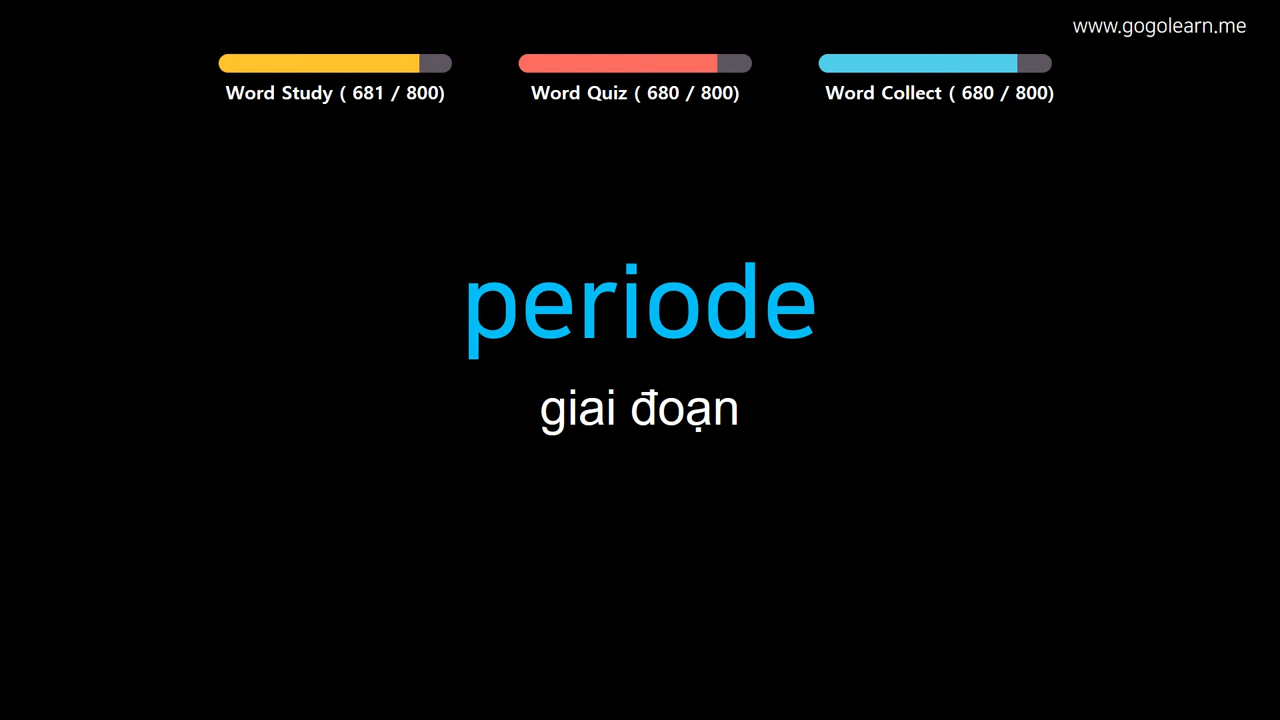 www.gogolearn.me
Word Study ( 681 / 800)
Word Quiz ( 680 / 800)
Word Collect ( 680 / 800)
periode
giai đoạn